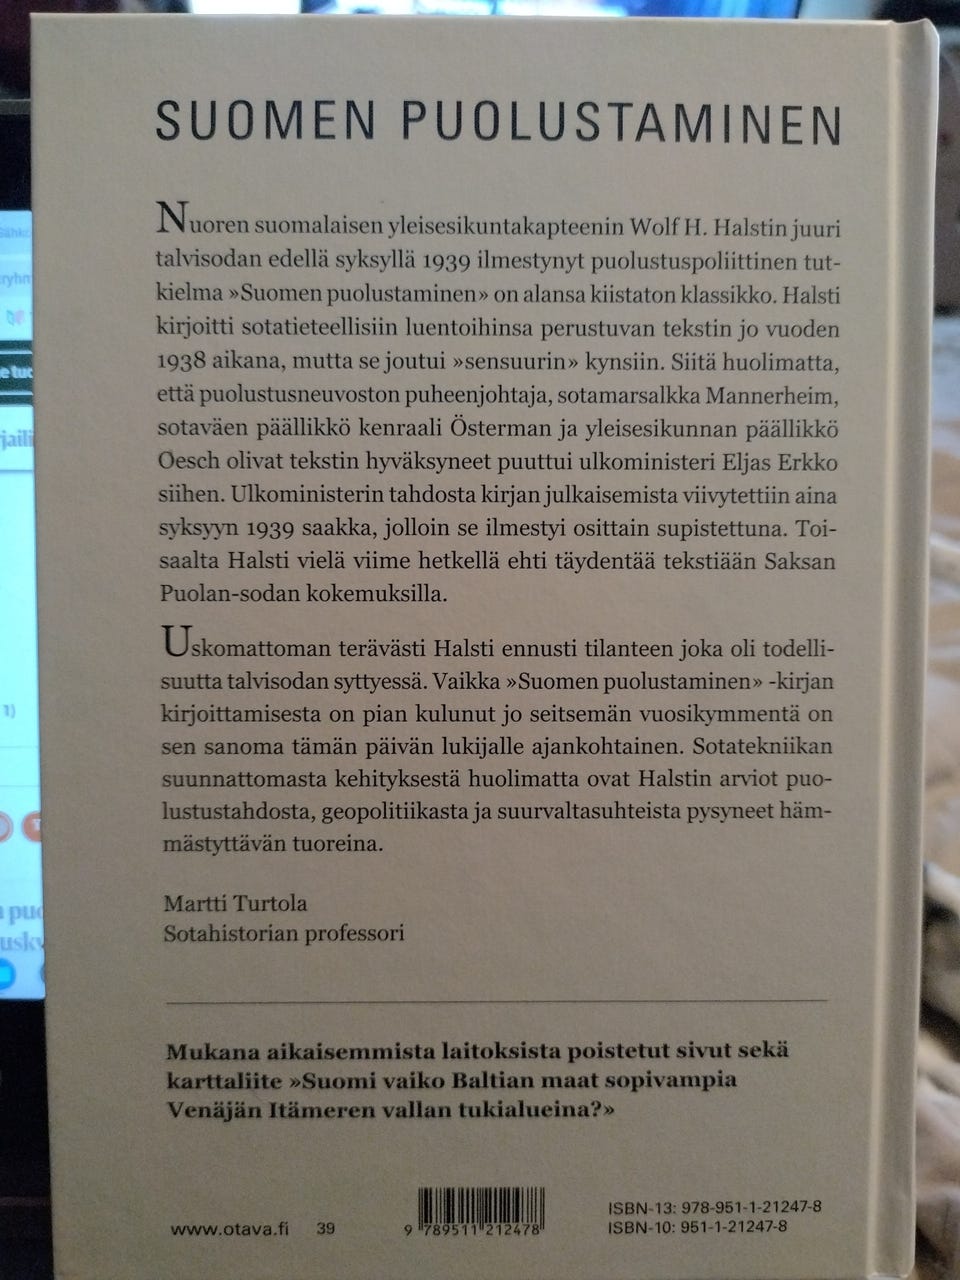 SUOMEN PUOLUSTAMINEN
Nuoren suomalaisen yleisesikuntakapteenin Wolf H. Halstin juuri
talvisodan edellä syksyllä 1939 ilmestynyt puolustuspoliittinen tut-
kielma »Suomen puolustaminen» on alansa kiistaton klassikko. Halsti
kirjoitti sotatieteellisiin luentoihinsa perustuvan tekstin jo vuoden
1938 aikana, mutta se joutui »sensuurin» kynsiin. Siitä huolimatta,
että puolustusneuvoston puheenjohtaja, sotamarsalkka Mannerheim,
sotaväen päällikkö kenraali Österman ja yleisesikunnan päällikkö
Oesch olivat tekstin hyväksyneet puuttui ulkoministeri Eljas Erkko
siihen. Ulkoministerin tahdosta kirjan julkaisemista viivytettiin aina
syksyyn 1939 saakka, jolloin se ilmestyi osittain supistettuna. Toi-
saalta Halsti vielä viime hetkellä ehti täydentää tekstiään Saksan
Puolan-sodan kokemuksilla.
Uskomattoman terävästi Halsti ennusti tilanteen joka oli todelli-
suutta talvisodan syttyessä. Vaikka »Suomen puolustaminen» -kirjan
kirjoittamisesta on pian kulunut jo seitsemän vuosikymmentä on
sen sanoma tämän päivän lukijalle ajankohtainen. Sotatekniikan
suunnattomasta kehityksestä huolimatta ovat Halstin arviot puo-
lustustahdosta, geopolitiikasta ja suurvaltasuhteista pysyneet häm-
mästyttävän tuoreina.
Martti Turtola
Sotahistorian professori
Mukana aikaisemmista laitoksista poistetut sivut sekä
karttaliite »Suomi vaiko Baltian maat sopivampia
Venäjän Itämeren vallan tukialueina?»
www.otava.fi 39
9 789511 212478
ISBN-13: 978-951-1-21247-8
ISBN-10: 951-1-21247-8